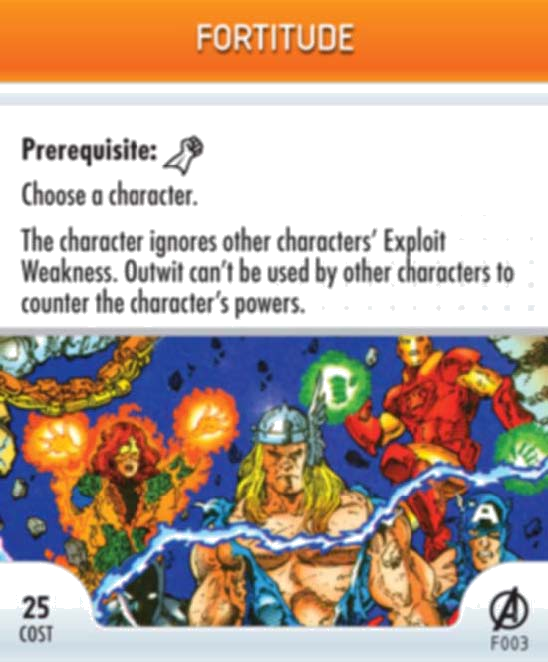 FORTITUDE
Prerequisite:
Choose a character.
The character ignores other characters' Exploit
Weakness. Outwit can't be used by other characters to
counter the character's powers.
A
25
COST
A
F003